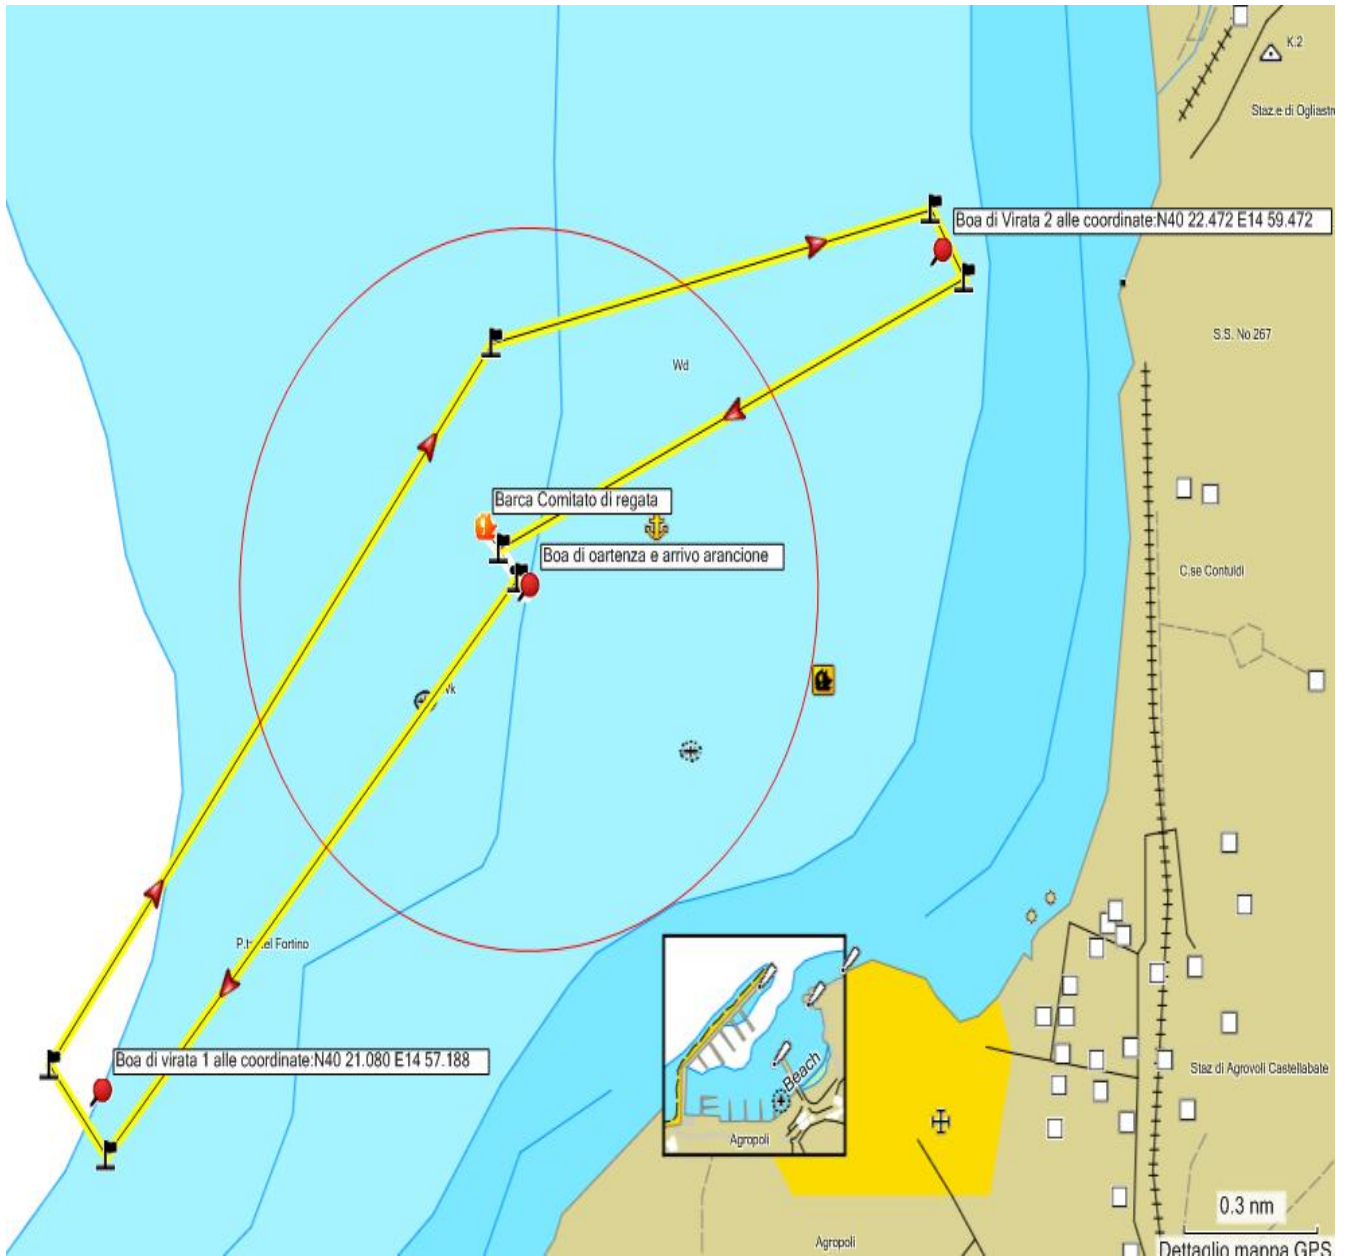 K.2
Staz.e di Ogliastr
Boa di Virata 2 alle coordinate:N40 22.472 E14 59.472
S.S. No 267
Wd
Barca Comitato di regata
Boa di oartenza e arrivo arancione
C.se Contuldi
Boa di virata 1 alle coordinate:N40 21.080 E14 57.188
Staz di Agrovoli Castellabate
Beach
Agropoli
0.3 nm
Agropoli
Dettaglio mappa GPS